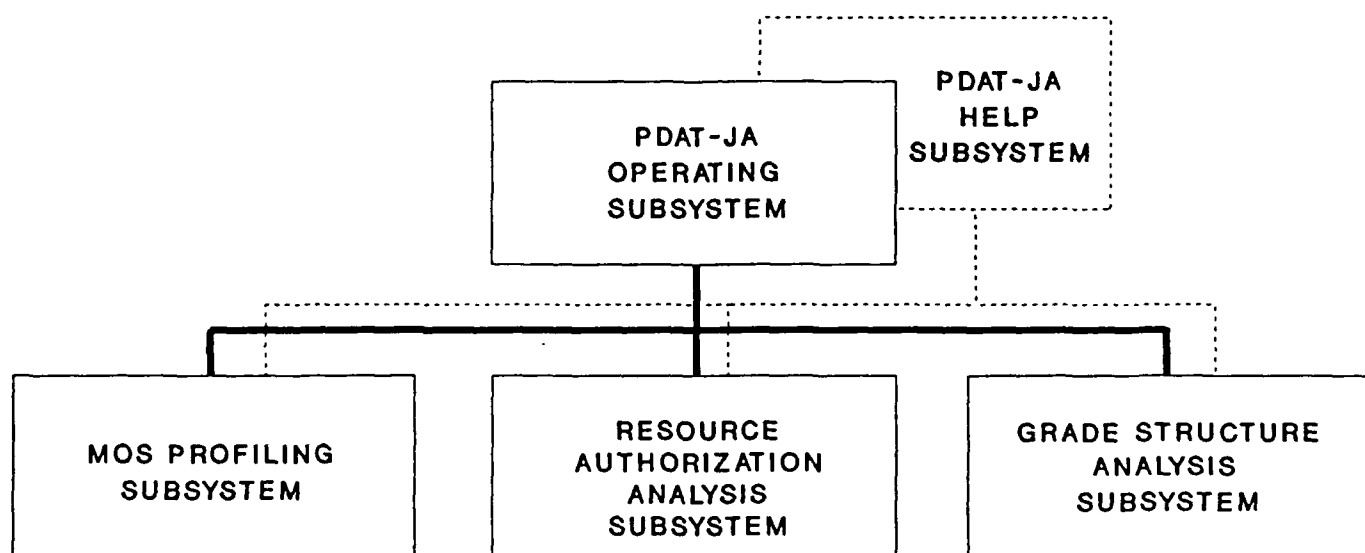 PDAT-JA
OPERATING
SUBSYSTEM
PDAT-JA
HELP
SUBSYSTEM
MOS PROFILING
SUBSYSTEM
RESOURCE
AUTHORIZATION
ANALYSIS
SUBSYSTEM
GRADE STRUCTURE
ANALYSIS
SUBSYSTEM